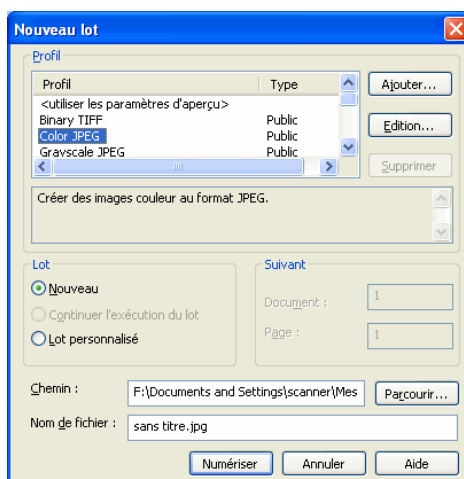 Nouveau lot
Profil
Profil Type
Ajouter...
<utiliser les paramètres d'aperçu>
Binary TIFF Public
Edition...
Color JPEG Public
Grayscale JPEG Public
Supprimer
Créer des images couleur au format JPEG.
Lot
Nouveau
Continuer l'exécution du lot
Lot personnalisé
Suivant
Document : 1
Page : 1
Chemin : F:\Documents and Settings\scanner\Mes Parcourir...
Nom de fichier : sans titre.jpg
Numériser Annuler Aide